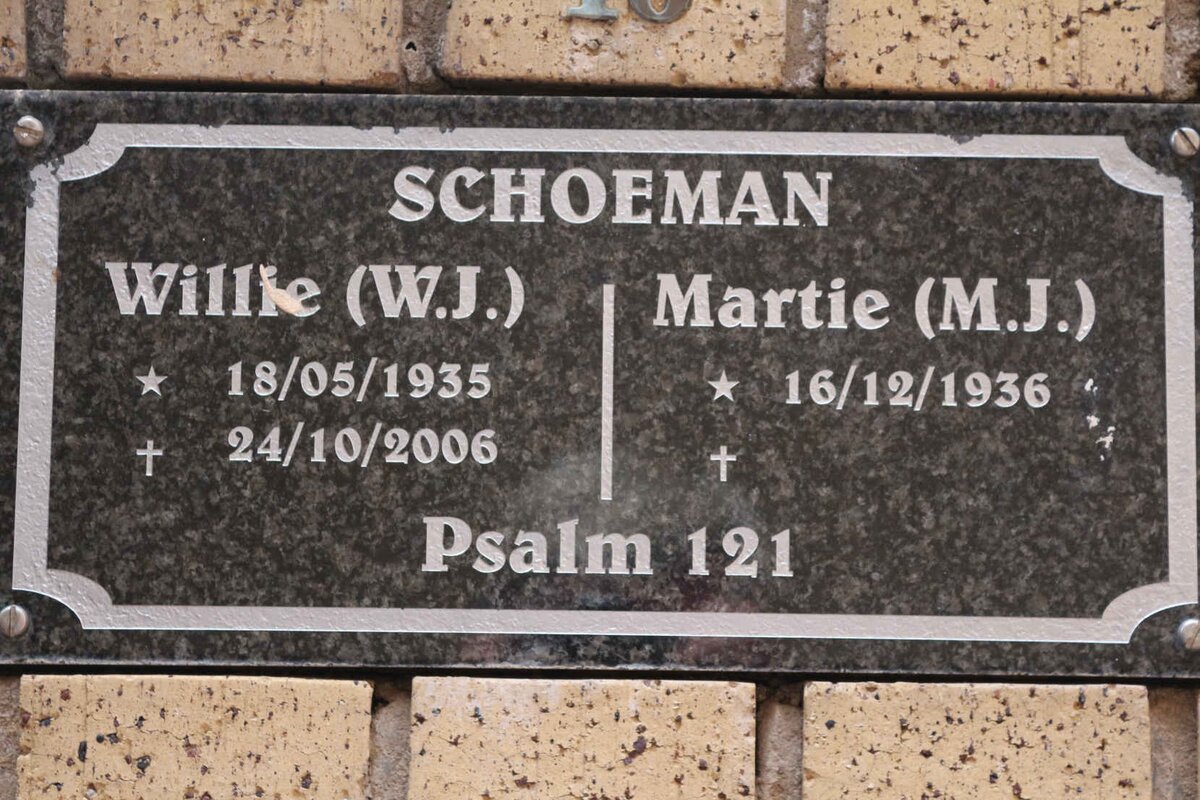 SCHOEMAN
Willie (W.J.)
★ 18/05/1935
✝ 24/10/2006
Martie (M.J.)
★ 16/12/1936
✝
Psalm 121